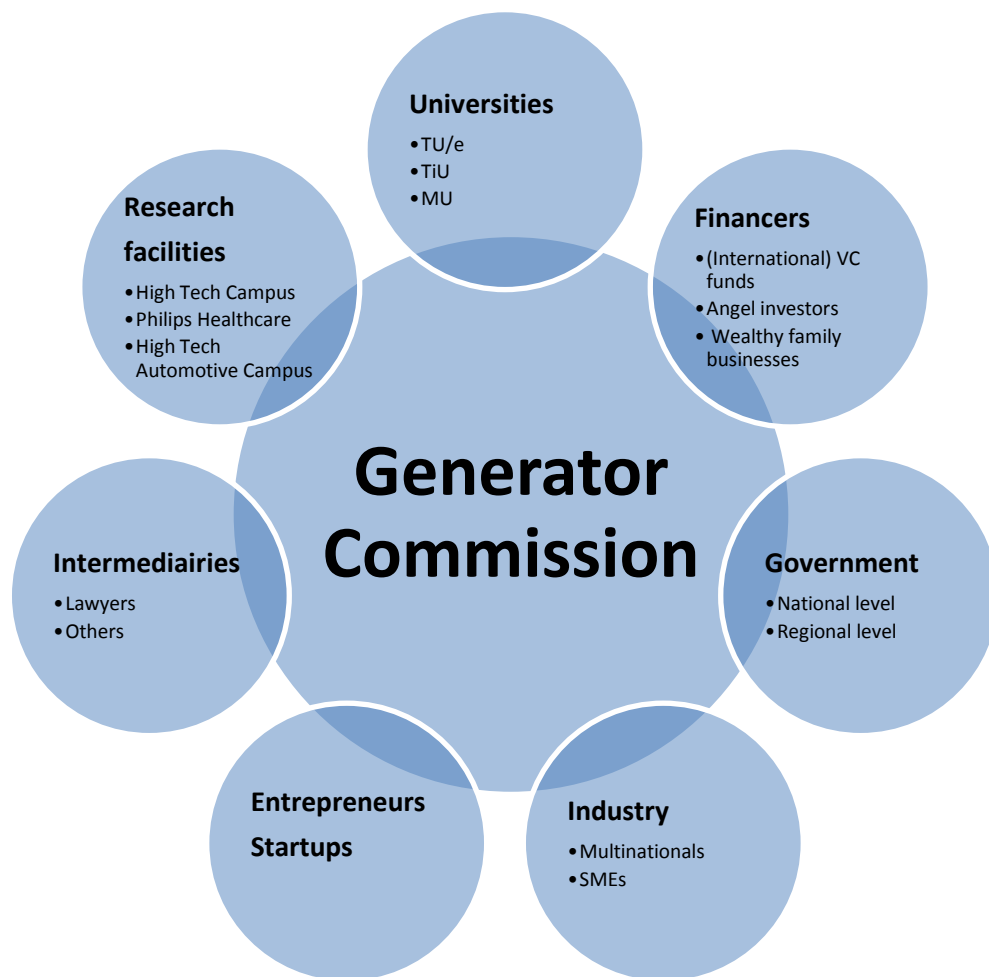 Universities
•TU/e
•TiU
•MU
Financers
•(International) VC
funds
•Angel investors
• Wealthy family
businesses
Government
•National level
•Regional level
Industry
•Multinationals
•SMEs
Entrepreneurs
Startups
Intermediairies
•Lawyers
•Others
Research
facilities
•High Tech Campus
•Philips Healthcare
•High Tech
Automotive Campus
Generator
Commission